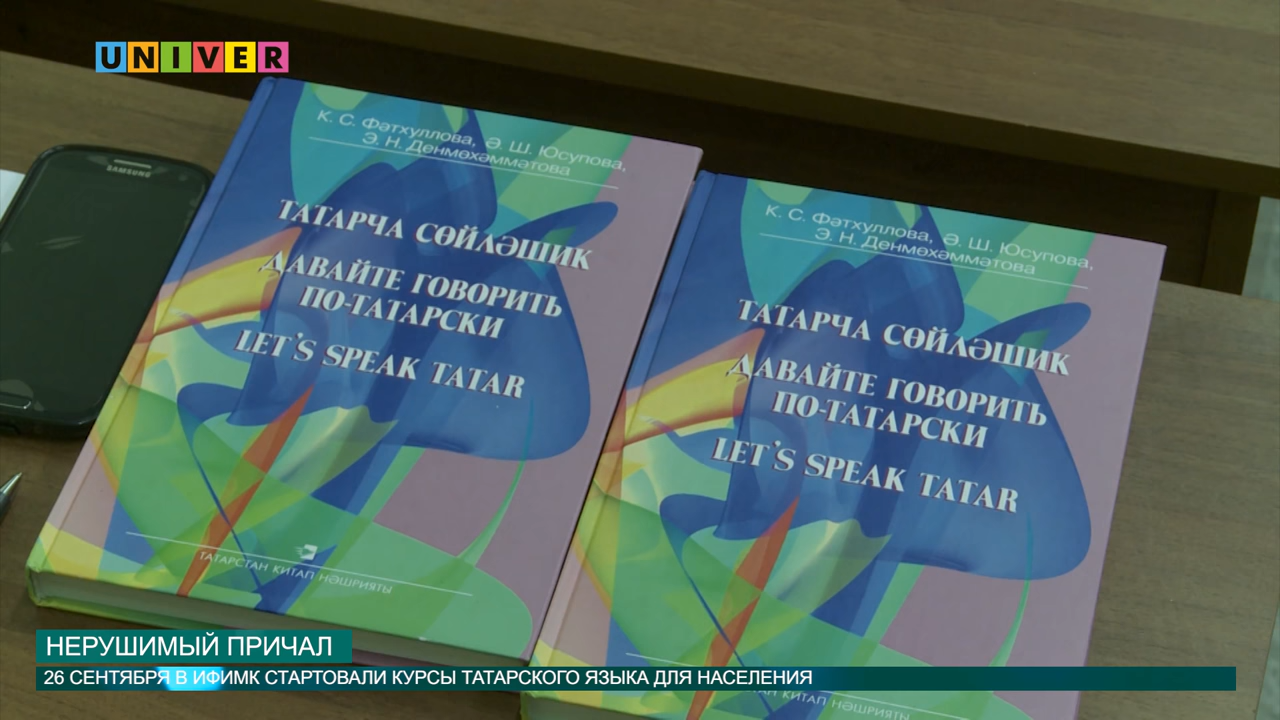 UNIVER
SAMSUNG
К. С. Фәтхуллова, Ә. Ш. Юсупова,
Э. Н. Денмөхәммәтова
ТАТАРЧА СӨЙЛӘШИК
ДАВАЙТЕ ГОВОРИТЬ
ПО-ТАТАРСКИ
LET'S SPEAK TATAR
ТАТАРСТАН КИТАП НӘШРИЯТЫ
К. С. Фәтхуллова, Ә. Ш. Юсупова,
Э. Н. Денмөхәммәтова
ТАТАРЧА СӨЙЛӘШИК
ДАВАЙТЕ ГОВОРИТЬ
ПО-ТАТАРСКИ
LET'S SPEAK TATAR
КИТАП НӘШРИЯТЫ
НЕРУШИМЫЙ ПРИЧАЛ
26 СЕНТЯБРЯ В ИФИМК СТАРТОВАЛИ КУРСЫ ТАТАРСКОГО ЯЗЫКА ДЛЯ НАСЕЛЕНИЯ